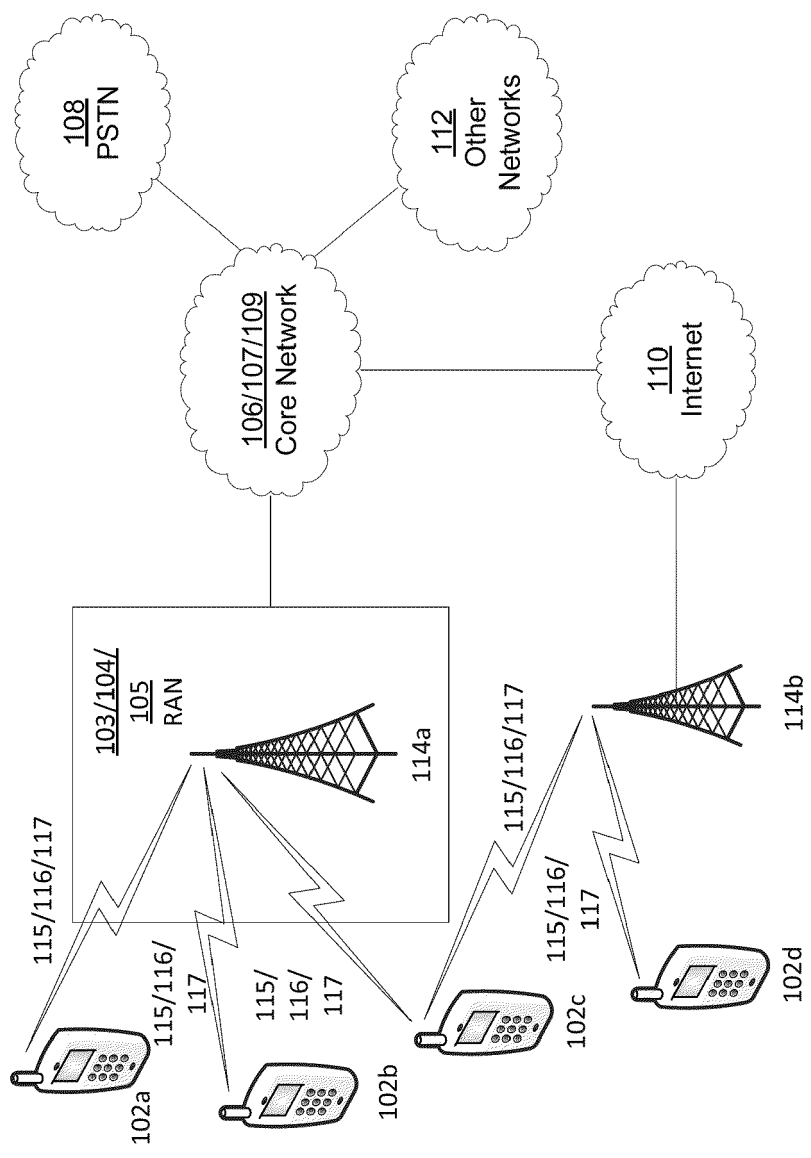 108
PSTN
112
Other
Networks
106/107/109
Core Network
110
Internet
103/104/
105
RAN
114a
114b
115/116/117
115/116/
117
115/
116/
117
115/116/117
115/116/
117
102a
102b
102c
102d